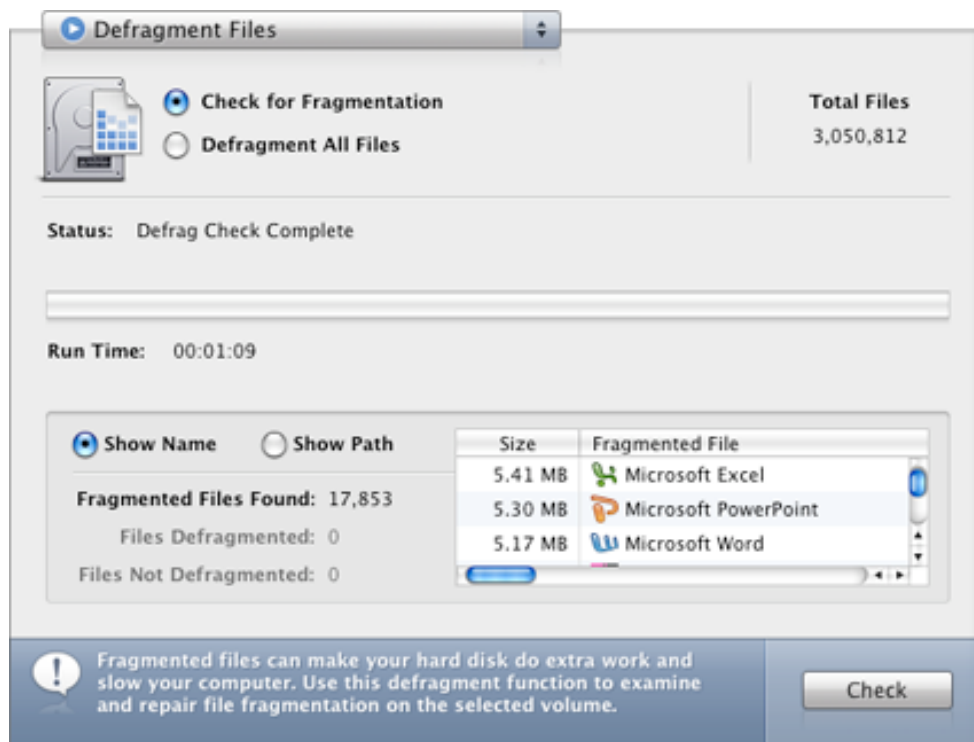 Defragment Files
Check for Fragmentation
Defragment All Files
Total Files
3,050,812
Status: Defrag Check Complete
Run Time: 00:01:09
Show Name Show Path
Fragmented Files Found: 17,853
Files Defragmented: 0
Files Not Defragmented: 0
Size Fragmented File
5.41 MB Microsoft Excel
5.30 MB Microsoft PowerPoint
5.17 MB Microsoft Word
Fragmented files can make your hard disk do extra work and
slow your computer. Use this defragment function to examine
and repair file fragmentation on the selected volume.
Check